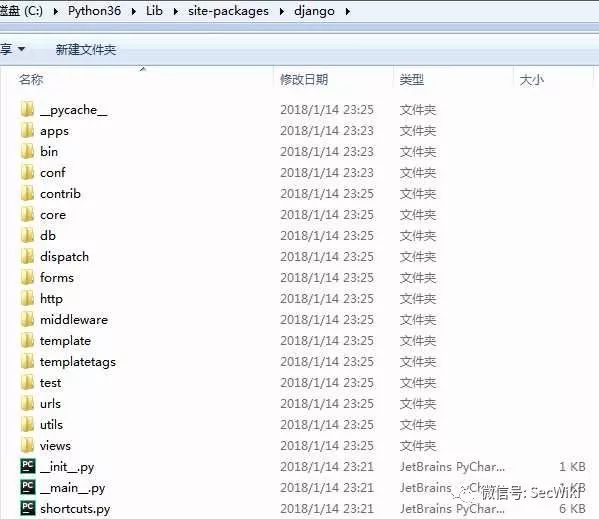 磁盘 (C:) ▸ Python36 ▸ Lib ▸ site-packages ▸ django ▸
享 ▼ 新建文件夹
名称 修改日期 类型 大小
__pycache__ 2018/1/14 23:25 文件夹
apps 2018/1/14 23:23 文件夹
bin 2018/1/14 23:23 文件夹
conf 2018/1/14 23:23 文件夹
contrib 2018/1/14 23:25 文件夹
core 2018/1/14 23:25 文件夹
db 2018/1/14 23:25 文件夹
dispatch 2018/1/14 23:25 文件夹
forms 2018/1/14 23:25 文件夹
http 2018/1/14 23:25 文件夹
middleware 2018/1/14 23:25 文件夹
template 2018/1/14 23:25 文件夹
templatetags 2018/1/14 23:25 文件夹
test 2018/1/14 23:25 文件夹
urls 2018/1/14 23:25 文件夹
utils 2018/1/14 23:25 文件夹
views 2018/1/14 23:25 文件夹
PC __init__.py 2018/1/14 23:21 JetBrains PyChar... 1 KB
PC __main__.py 2018/1/14 23:21 JetBrains PyChar... 1 KB
微信号: SecWiki
PC shortcuts.py 2018/1/14 23:21 JetBrains PyChar... 6 KB